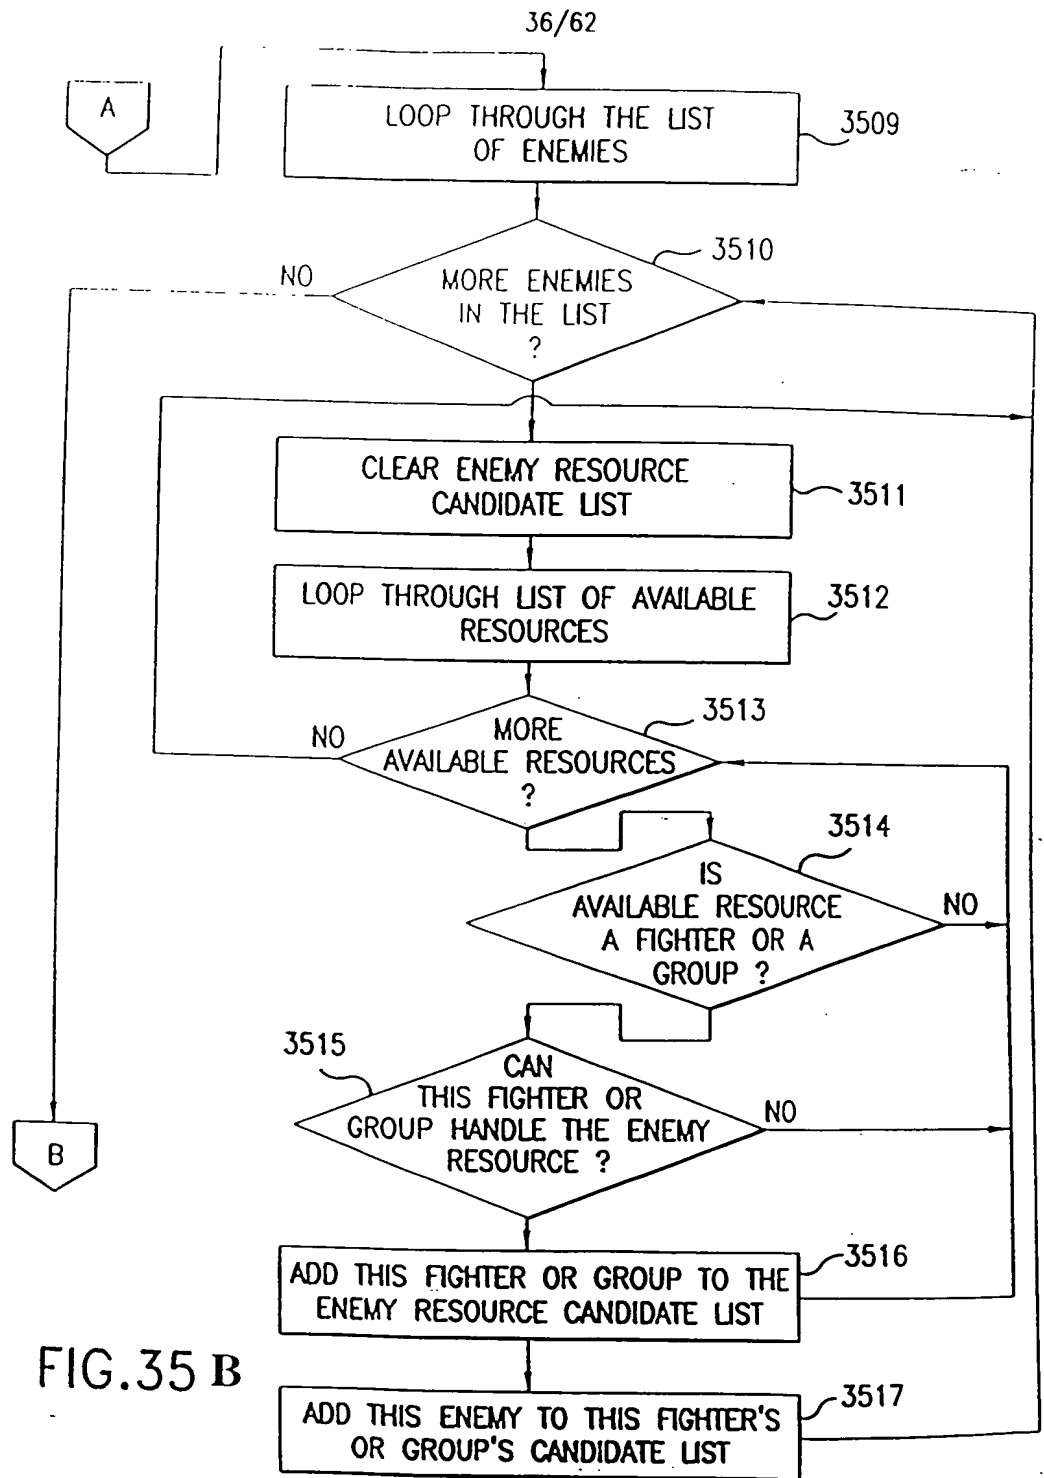 36/62
A
LOOP THROUGH THE LIST
OF ENEMIES
3509
3510
NO
MORE ENEMIES
IN THE LIST
?
CLEAR ENEMY RESOURCE
CANDIDATE LIST
3511
LOOP THROUGH LIST OF AVAILABLE
RESOURCES
3512
3513
NO
MORE
AVAILABLE RESOURCES
?
3514
IS
AVAILABLE RESOURCE
A FIGHTER OR A
GROUP ?
NO
3515
CAN
THIS FIGHTER OR
GROUP HANDLE THE ENEMY
RESOURCE ?
NO
B
ADD THIS FIGHTER OR GROUP TO THE
ENEMY RESOURCE CANDIDATE LIST
3516
FIG.35 B
ADD THIS ENEMY TO THIS FIGHTER'S
OR GROUP'S CANDIDATE LIST
3517